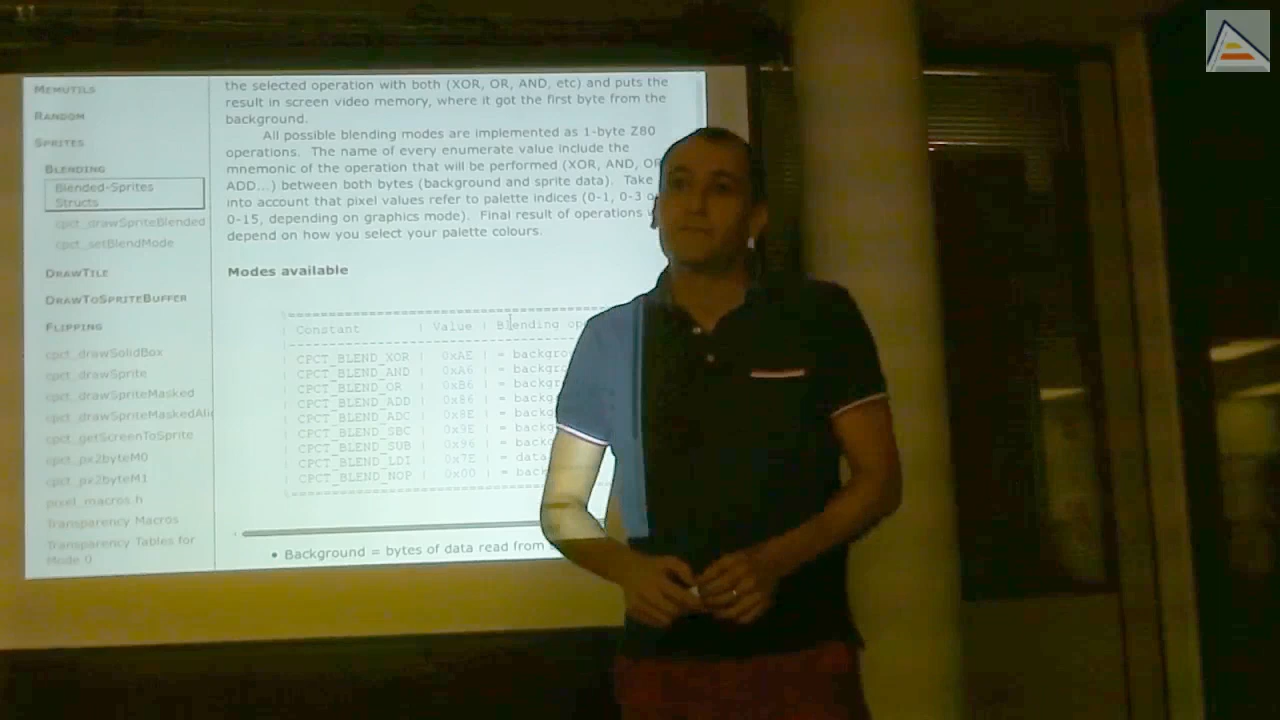 MEMUTILS
RANDOM
SPRITES
BLENDING
Blended-Sprites
Structs
cpct_drawSpriteBlended
cpct_setBlendMode
DRAWTILE
DRAWTOSPRITEBUFFER
FLIPPING
cpct_drawSolidBox
cpct_drawSprite
cpct_drawSpriteMasked
cpct_drawSpriteMaskedAli
cpct_getScreenToSprite
cpct_px2byteM0
cpct_px2byteM1
pixel_macros.h
Transparency Macros
Transparency Tables for
Mode 0
the selected operation with both (XOR, OR, AND, etc) and puts the
result in screen video memory, where it got the first byte from the
background.
All possible blending modes are implemented as 1-byte Z80
operations. The name of every enumerate value include the
mnemonic of the operation that will be performed (XOR, AND, OR
ADD...) between both bytes (background and sprite data). Take
into account that pixel values refer to palette indices (0-1, 0-3 o
0-15, depending on graphics mode). Final result of operations
depend on how you select your palette colours.
Modes available
| Constant | Value | Blending op
| CPCT_BLEND_XOR | 0xAE | = backgrou
| CPCT_BLEND_AND | 0xA6 | = backg
| CPCT_BLEND_OR | 0xB6 | = backg
| CPCT_BLEND_ADD | 0x86 | = backg
| CPCT_BLEND_ADC | 0x8E | = backg
| CPCT_BLEND_SBC | 0x9E | = backg
| CPCT_BLEND_SUB | 0x96 | = backg
| CPCT_BLEND_LDI | 0x7E | = data
| CPCT_BLEND_NOP | 0x00 | = back
• Background = bytes of data read from